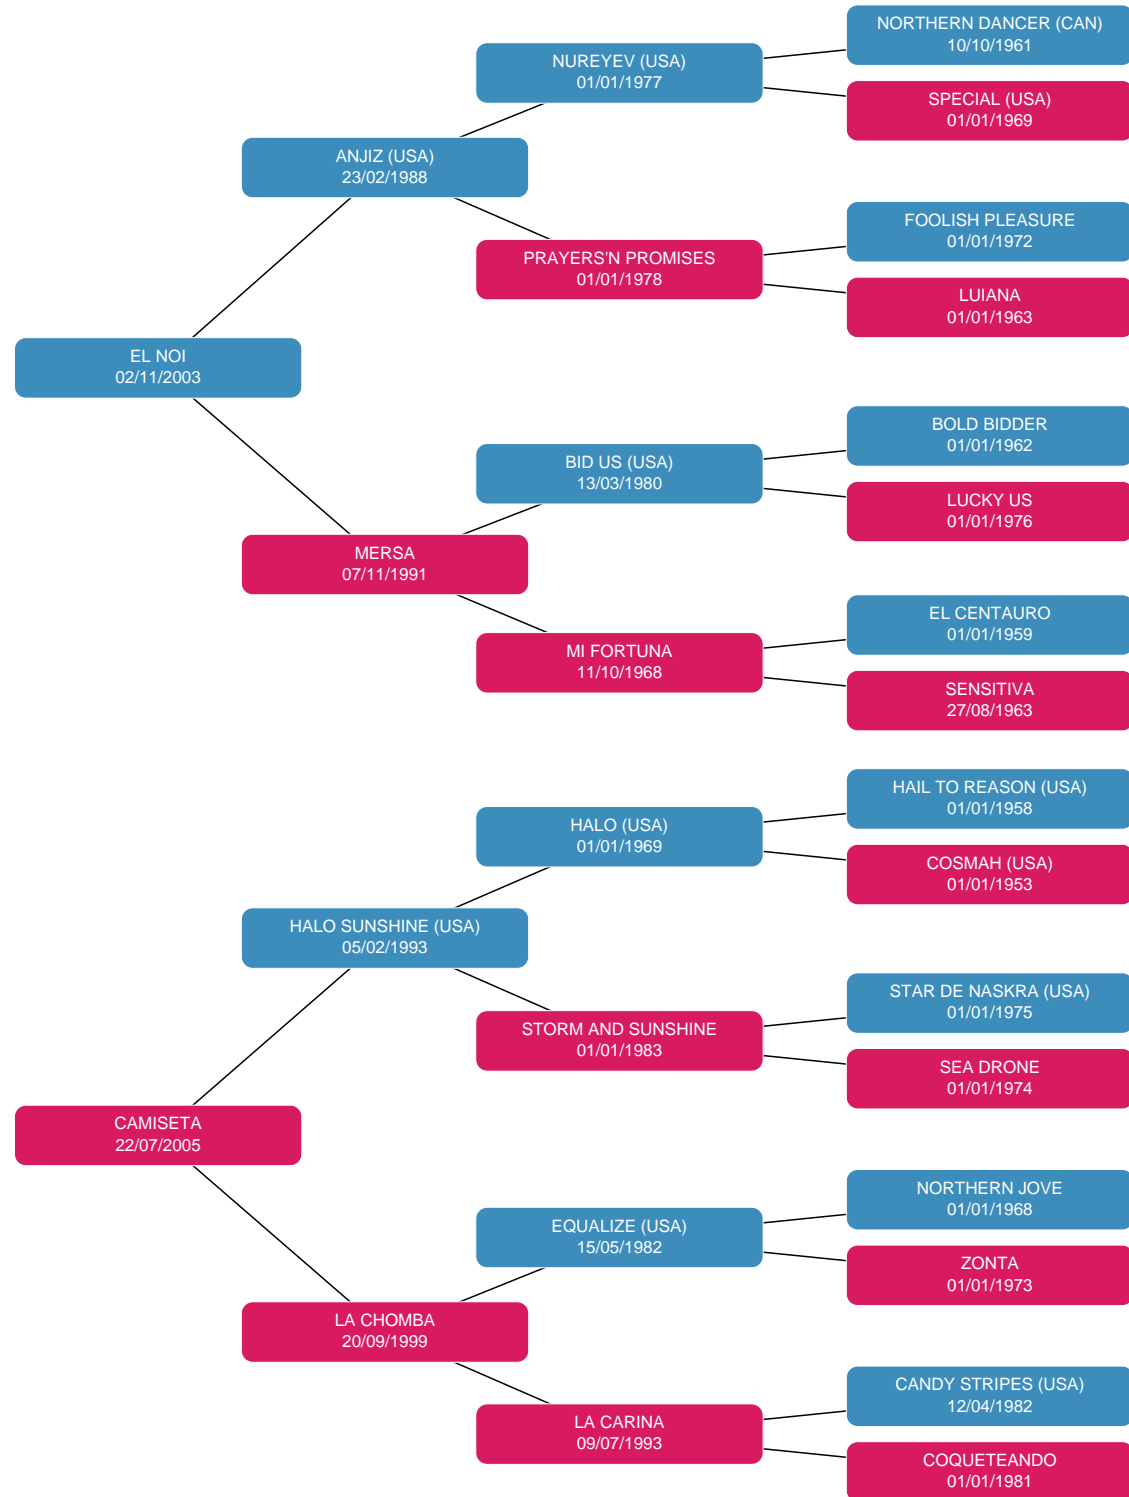 NORTHERN DANCER (CAN)
10/10/1961
NUREYEV (USA)
01/01/1977
SPECIAL (USA)
01/01/1969
ANJIZ (USA)
23/02/1988
FOOLISH PLEASURE
01/01/1972
PRAYERS'N PROMISES
01/01/1978
LUIANA
01/01/1963
EL NOI
02/11/2003
BOLD BIDDER
01/01/1962
BID US (USA)
13/03/1980
LUCKY US
01/01/1976
MERSA
07/11/1991
EL CENTAURO
01/01/1959
MI FORTUNA
11/10/1968
SENSITIVA
27/08/1963
HAIL TO REASON (USA)
01/01/1958
HALO (USA)
01/01/1969
COSMAH (USA)
01/01/1953
HALO SUNSHINE (USA)
05/02/1993
STAR DE NASKRA (USA)
01/01/1975
STORM AND SUNSHINE
01/01/1983
SEA DRONE
01/01/1974
CAMISETA
22/07/2005
NORTHERN JOVE
01/01/1968
EQUALIZE (USA)
15/05/1982
ZONTA
01/01/1973
LA CHOMBA
20/09/1999
CANDY STRIPES (USA)
12/04/1982
LA CARINA
09/07/1993
COQUETEANDO
01/01/1981